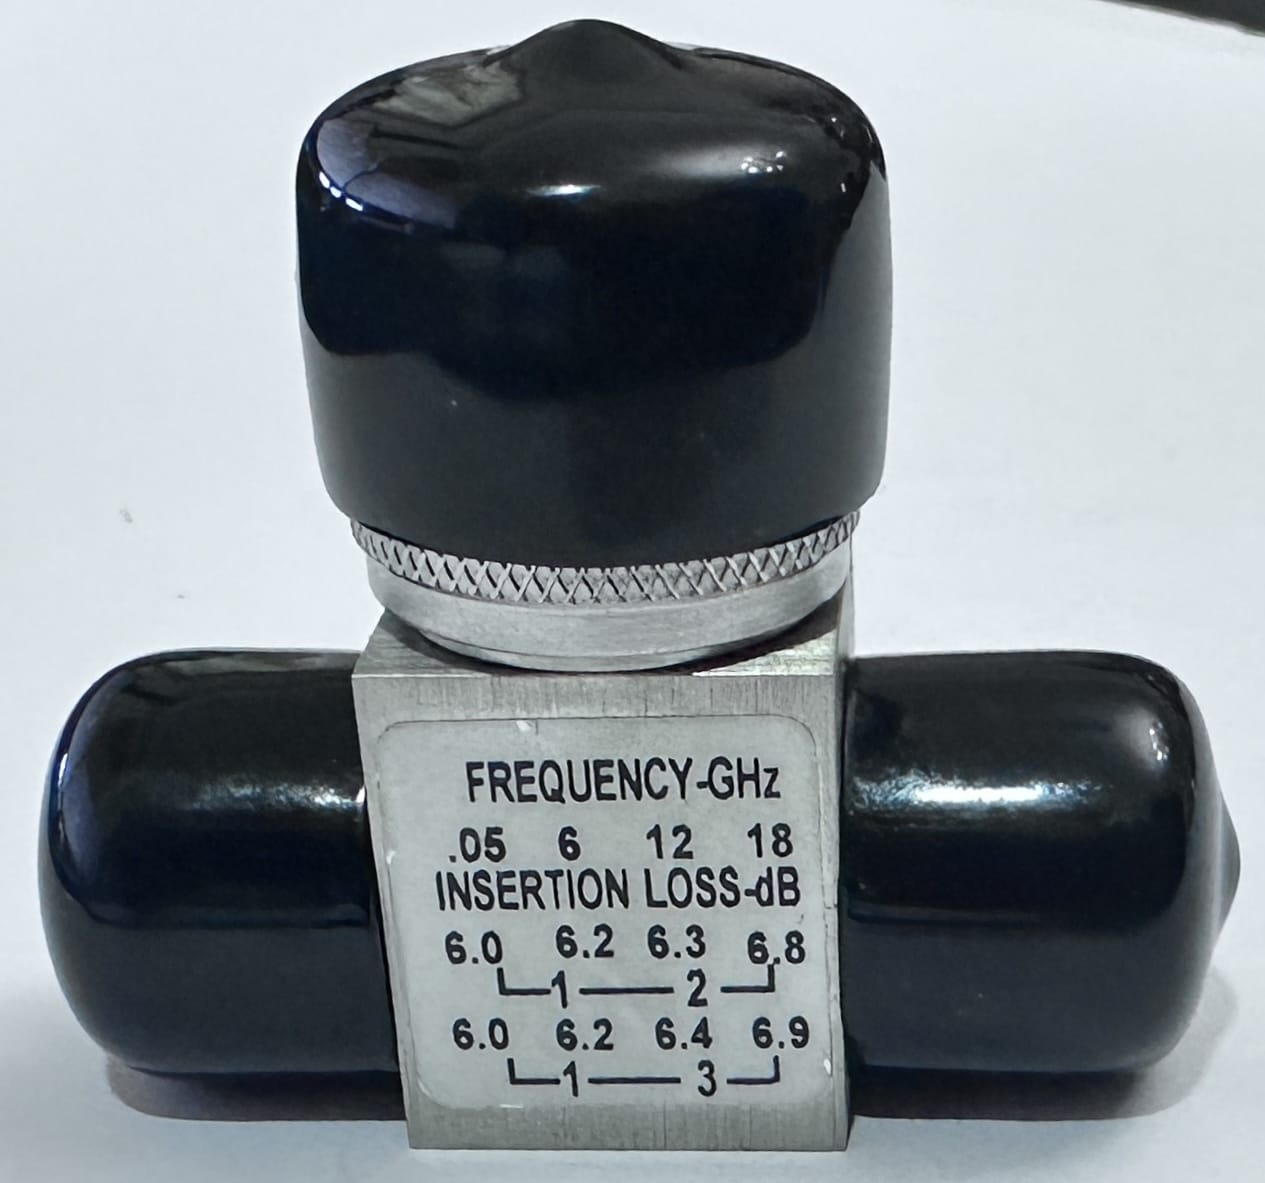 FREQUENCY-GHz
.05 6 12 18
INSERTION LOSS-dB
6.0 6.2 6.3 6.8
1 2
6.0 6.2 6.4 6.9
1 3